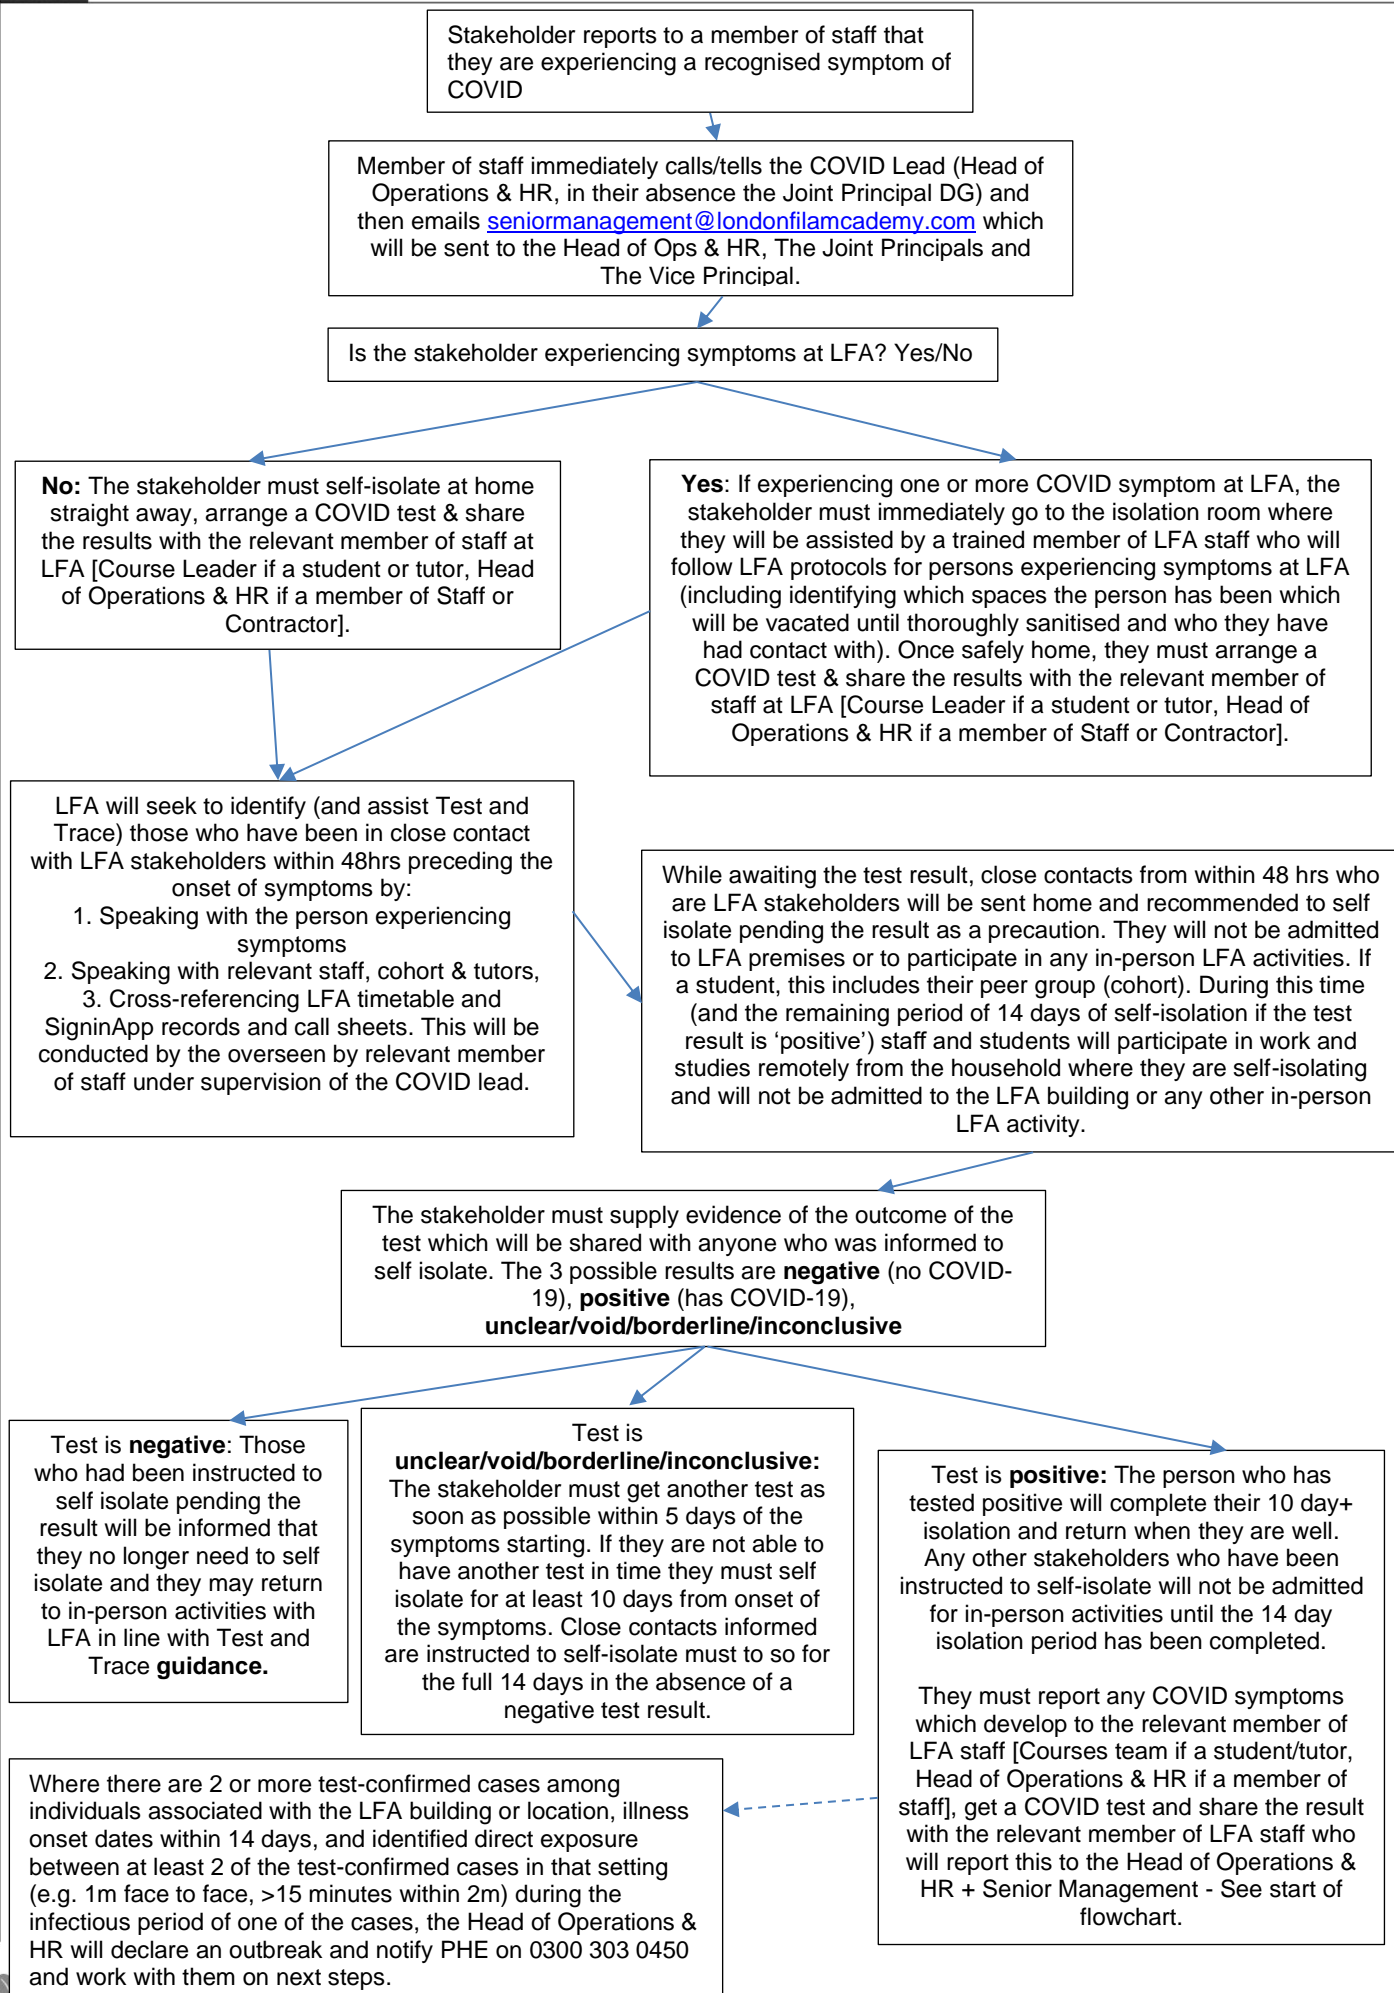 Stakeholder reports to a member of staff that
they are experiencing a recognised symptom of
COVID
Member of staff immediately calls/tells the COVID Lead (Head of
Operations & HR, in their absence the Joint Principal DG) and
then emails seniormanagement@londonfilamcademy.com which
will be sent to the Head of Ops & HR, The Joint Principals and
The Vice Principal.
Is the stakeholder experiencing symptoms at LFA? Yes/No
No: The stakeholder must self-isolate at home
straight away, arrange a COVID test & share
the results with the relevant member of staff at
LFA [Course Leader if a student or tutor, Head
of Operations & HR if a member of Staff or
Contractor].
Yes: If experiencing one or more COVID symptom at LFA, the
stakeholder must immediately go to the isolation room where
they will be assisted by a trained member of LFA staff who will
follow LFA protocols for persons experiencing symptoms at LFA
(including identifying which spaces the person has been which
will be vacated until thoroughly sanitised and who they have
had contact with). Once safely home, they must arrange a
COVID test & share the results with the relevant member of
staff at LFA [Course Leader if a student or tutor, Head of
Operations & HR if a member of Staff or Contractor].
LFA will seek to identify (and assist Test and
Trace) those who have been in close contact
with LFA stakeholders within 48hrs preceding the
onset of symptoms by:
1. Speaking with the person experiencing
symptoms
2. Speaking with relevant staff, cohort & tutors,
3. Cross-referencing LFA timetable and
SigninApp records and call sheets. This will be
conducted by the overseen by relevant member
of staff under supervision of the COVID lead.
While awaiting the test result, close contacts from within 48 hrs who
are LFA stakeholders will be sent home and recommended to self
isolate pending the result as a precaution. They will not be admitted
to LFA premises or to participate in any in-person LFA activities. If
a student, this includes their peer group (cohort). During this time
(and the remaining period of 14 days of self-isolation if the test
result is ‘positive’) staff and students will participate in work and
studies remotely from the household where they are self-isolating
and will not be admitted to the LFA building or any other in-person
LFA activity.
The stakeholder must supply evidence of the outcome of the
test which will be shared with anyone who was informed to
self isolate. The 3 possible results are negative (no COVID-
19), positive (has COVID-19),
unclear/void/borderline/inconclusive
Test is negative: Those
who had been instructed to
self isolate pending the
result will be informed that
they no longer need to self
isolate and they may return
to in-person activities with
LFA in line with Test and
Trace guidance.
Test is
unclear/void/borderline/inconclusive:
The stakeholder must get another test as
soon as possible within 5 days of the
symptoms starting. If they are not able to
have another test in time they must self
isolate for at least 10 days from onset of
the symptoms. Close contacts informed
are instructed to self-isolate must to so for
the full 14 days in the absence of a
negative test result.
Test is positive: The person who has
tested positive will complete their 10 day+
isolation and return when they are well.
Any other stakeholders who have been
instructed to self-isolate will not be admitted
for in-person activities until the 14 day
isolation period has been completed.
They must report any COVID symptoms
which develop to the relevant member of
LFA staff [Courses team if a student/tutor,
Head of Operations & HR if a member of
staff], get a COVID test and share the result
with the relevant member of LFA staff who
will report this to the Head of Operations &
HR + Senior Management - See start of
flowchart.
Where there are 2 or more test-confirmed cases among
individuals associated with the LFA building or location, illness
onset dates within 14 days, and identified direct exposure
between at least 2 of the test-confirmed cases in that setting
(e.g. 1m face to face, >15 minutes within 2m) during the
infectious period of one of the cases, the Head of Operations &
HR will declare an outbreak and notify PHE on 0300 303 0450
and work with them on next steps.